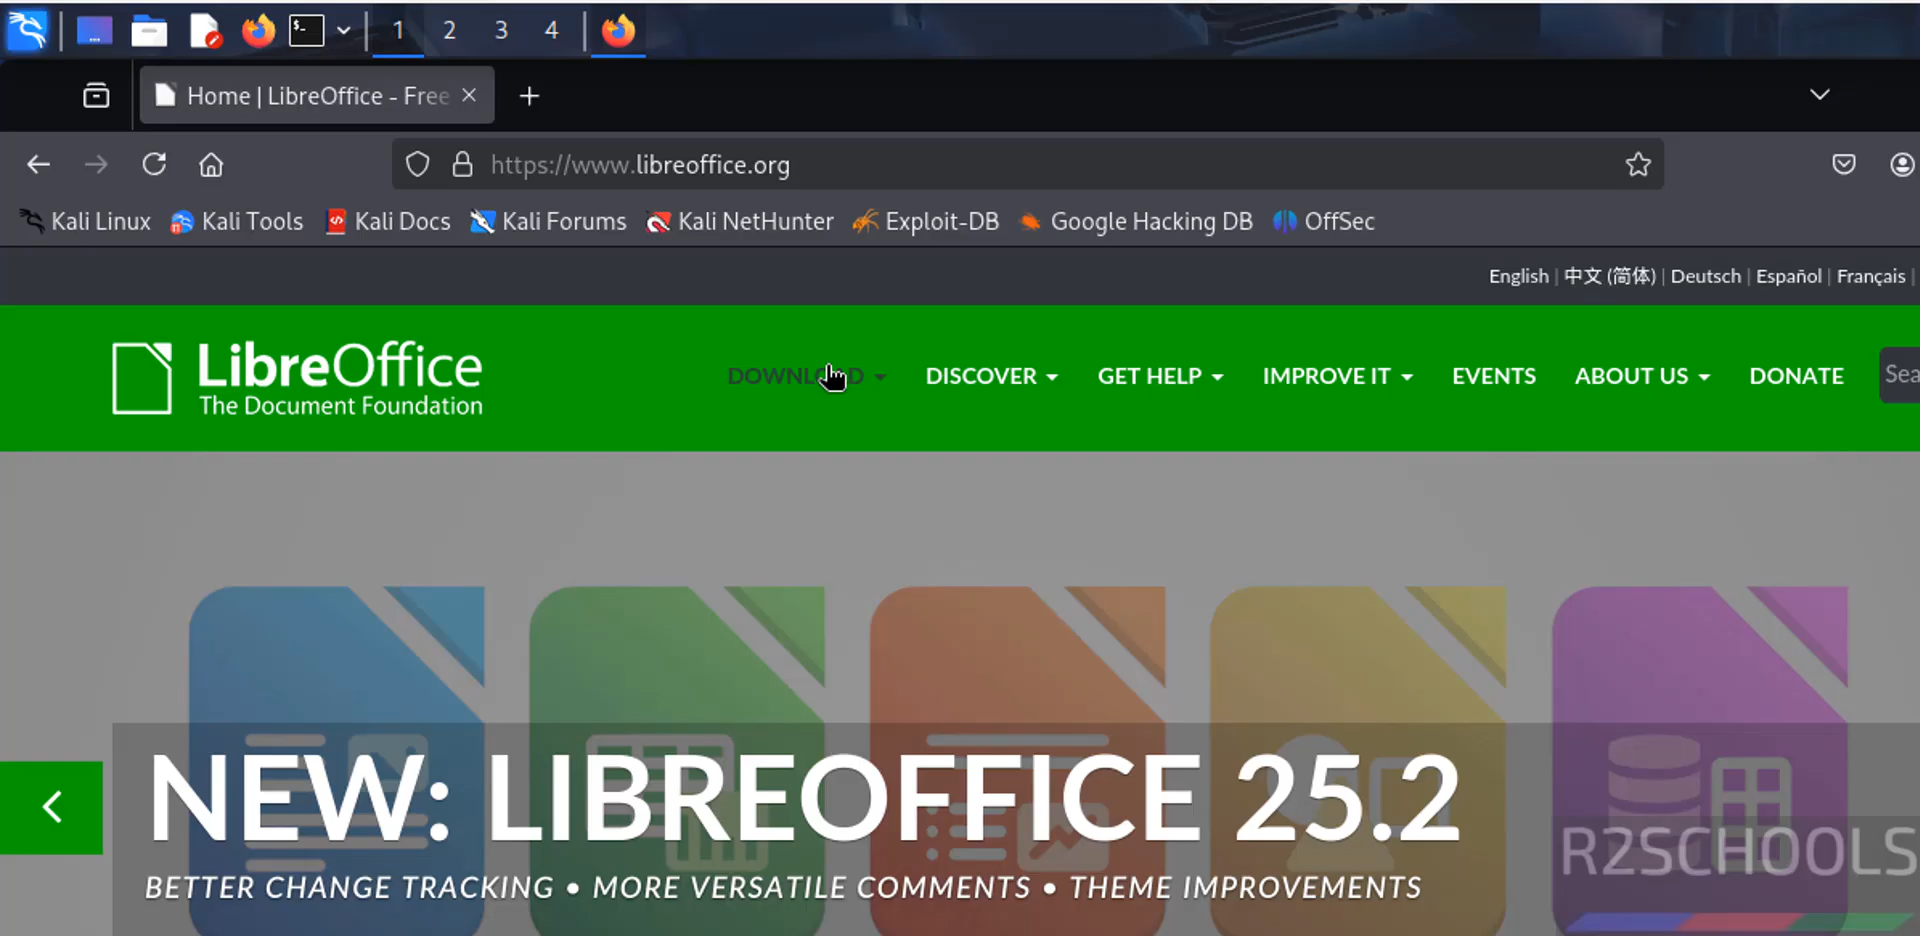 1 2 3 4
Home | LibreOffice - Free
https://www.libreoffice.org
Kali Linux Kali Tools Kali Docs Kali Forums Kali NetHunter Exploit-DB Google Hacking DB OffSec
English | 中文 (简体) | Deutsch | Español | Français |
LibreOffice
The Document Foundation
DOWNLOAD DISCOVER GET HELP IMPROVE IT EVENTS ABOUT US DONATE Sea
NEW: LIBREOFFICE 25.2
BETTER CHANGE TRACKING • MORE VERSATILE COMMENTS • THEME IMPROVEMENTS
R2SCHOOLS